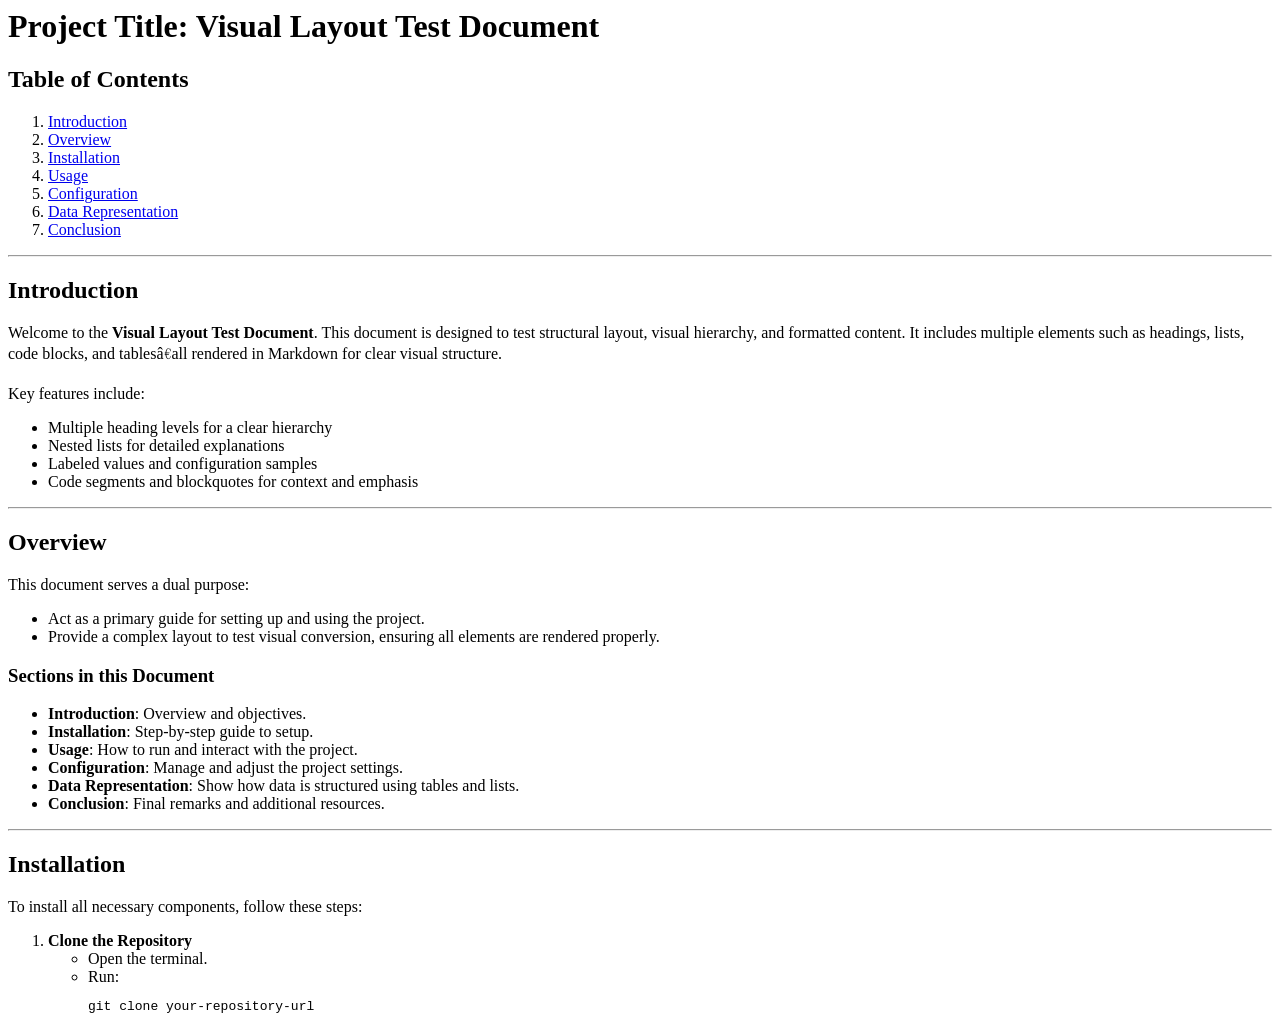 Project Title: Visual Layout Test Document
Table of Contents
1. Introduction
2. Overview
3. Installation
4. Usage
5. Configuration
6. Data Representation
7. Conclusion
Introduction
Welcome to the Visual Layout Test Document. This document is designed to test structural layout, visual hierarchy, and formatted content. It includes multiple elements such as headings, lists,
code blocks, and tablesâ€all rendered in Markdown for clear visual structure.
Key features include:
• Multiple heading levels for a clear hierarchy
• Nested lists for detailed explanations
• Labeled values and configuration samples
• Code segments and blockquotes for context and emphasis
Overview
This document serves a dual purpose:
• Act as a primary guide for setting up and using the project.
• Provide a complex layout to test visual conversion, ensuring all elements are rendered properly.
Sections in this Document
• Introduction: Overview and objectives.
• Installation: Step-by-step guide to setup.
• Usage: How to run and interact with the project.
• Configuration: Manage and adjust the project settings.
• Data Representation: Show how data is structured using tables and lists.
• Conclusion: Final remarks and additional resources.
Installation
To install all necessary components, follow these steps:
1. Clone the Repository
◦ Open the terminal.
◦ Run:
git clone your-repository-url